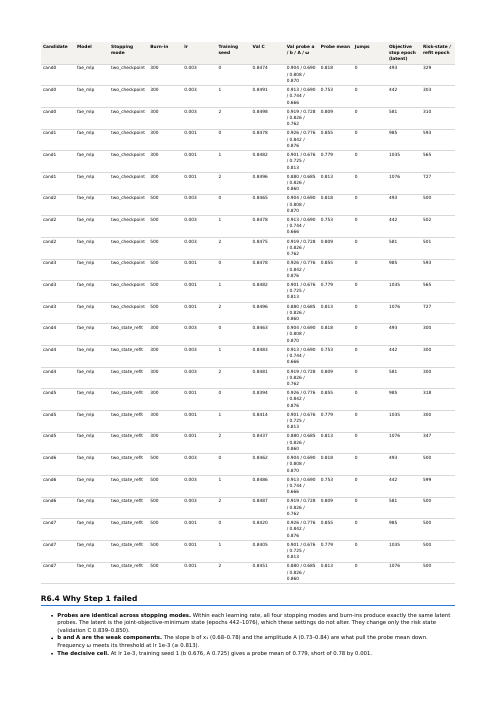 Candidate Model Stopping mode Burn-in lr Training seed Val C Val probe a / b / A / ω Probe mean Jumps Objective stop epoch (latent) Risk-state / refit epoch
cand0 fae_mlp two_checkpoint 300 0.003 0 0.8474 0.904 / 0.690 / 0.808 / 0.870 0.818 0 493 329
cand0 fae_mlp two_checkpoint 300 0.003 1 0.8491 0.913 / 0.690 / 0.744 / 0.666 0.753 0 442 303
cand0 fae_mlp two_checkpoint 300 0.003 2 0.8498 0.919 / 0.728 / 0.826 / 0.762 0.809 0 581 310
cand1 fae_mlp two_checkpoint 300 0.001 0 0.8478 0.926 / 0.776 / 0.842 / 0.876 0.855 0 985 593
cand1 fae_mlp two_checkpoint 300 0.001 1 0.8482 0.901 / 0.676 / 0.725 / 0.813 0.779 0 1035 565
cand1 fae_mlp two_checkpoint 300 0.001 2 0.8496 0.880 / 0.685 / 0.826 / 0.860 0.813 0 1076 727
cand2 fae_mlp two_checkpoint 500 0.003 0 0.8465 0.904 / 0.690 / 0.808 / 0.870 0.818 0 493 500
cand2 fae_mlp two_checkpoint 500 0.003 1 0.8478 0.913 / 0.690 / 0.744 / 0.666 0.753 0 442 502
cand2 fae_mlp two_checkpoint 500 0.003 2 0.8475 0.919 / 0.728 / 0.826 / 0.762 0.809 0 581 501
cand3 fae_mlp two_checkpoint 500 0.001 0 0.8478 0.926 / 0.776 / 0.842 / 0.876 0.855 0 985 593
cand3 fae_mlp two_checkpoint 500 0.001 1 0.8482 0.901 / 0.676 / 0.725 / 0.813 0.779 0 1035 565
cand3 fae_mlp two_checkpoint 500 0.001 2 0.8496 0.880 / 0.685 / 0.826 / 0.860 0.813 0 1076 727
cand4 fae_mlp two_state_refit 300 0.003 0 0.8463 0.904 / 0.690 / 0.808 / 0.870 0.818 0 493 300
cand4 fae_mlp two_state_refit 300 0.003 1 0.8483 0.913 / 0.690 / 0.744 / 0.666 0.753 0 442 300
cand4 fae_mlp two_state_refit 300 0.003 2 0.8481 0.919 / 0.728 / 0.826 / 0.762 0.809 0 581 300
cand5 fae_mlp two_state_refit 300 0.001 0 0.8394 0.926 / 0.776 / 0.842 / 0.876 0.855 0 985 318
cand5 fae_mlp two_state_refit 300 0.001 1 0.8414 0.901 / 0.676 / 0.725 / 0.813 0.779 0 1035 300
cand5 fae_mlp two_state_refit 300 0.001 2 0.8437 0.880 / 0.685 / 0.826 / 0.860 0.813 0 1076 347
cand6 fae_mlp two_state_refit 500 0.003 0 0.8463 0.904 / 0.690 / 0.808 / 0.870 0.818 0 493 500
cand6 fae_mlp two_state_refit 500 0.003 1 0.8486 0.913 / 0.690 / 0.744 / 0.666 0.753 0 442 599
cand6 fae_mlp two_state_refit 500 0.003 2 0.8487 0.919 / 0.728 / 0.826 / 0.762 0.809 0 581 500
cand7 fae_mlp two_state_refit 500 0.001 0 0.8420 0.926 / 0.776 / 0.842 / 0.876 0.855 0 985 500
cand7 fae_mlp two_state_refit 500 0.001 1 0.8405 0.901 / 0.676 / 0.725 / 0.813 0.779 0 1035 500
cand7 fae_mlp two_state_refit 500 0.001 2 0.8451 0.880 / 0.685 / 0.826 / 0.860 0.813 0 1076 500
R6.4 Why Step 1 failed
• Probes are identical across stopping modes. Within each learning rate, all four stopping modes and burn-ins produce exactly the same latent
probes. The latent is the joint-objective-minimum state (epochs 442–1076), which these settings do not alter. They change only the risk state
(validation C 0.839–0.850).
• b and A are the weak components. The slope b of x₁ (0.68–0.78) and the amplitude A (0.73–0.84) are what pull the probe mean down.
Frequency ω meets its threshold at lr 1e-3 (≥ 0.813).
• The decisive cell. At lr 1e-3, training seed 1 (b 0.676, A 0.725) gives a probe mean of 0.779, short of 0.78 by 0.001.